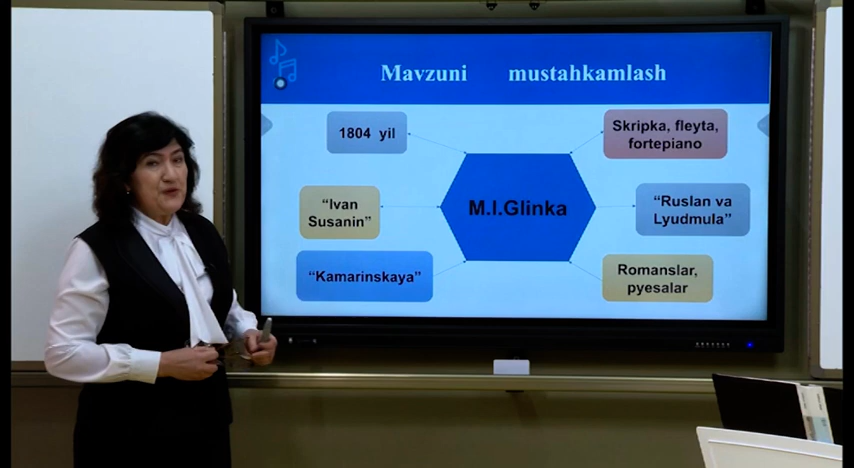 Mavzuni mustahkamlash
1804 yil
Skripka, fleyta,
fortepiano
"Ivan
Susanin"
M.I.Glinka
"Ruslan va
Lyudmula"
"Kamarinskaya"
Romanslar,
pyesalar